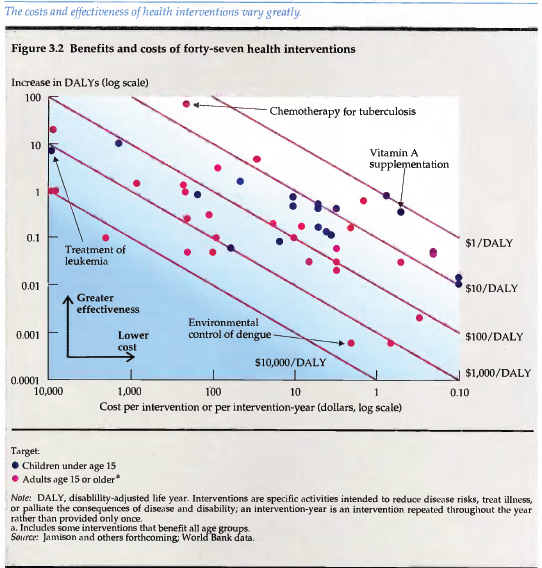 The costs and effectiveness of health interventions vary greatly.
Figure 3.2 Benefits and costs of forty-seven health interventions
Increase in DALYs (log scale)
100
10
1
0.1
0.01
0.001
0.0001
Chemotherapy for tuberculosis
Vitamin A
supplementation
Treatment of
leukemia
Greater
effectiveness
Lower
cost
Environmental
control of dengue
$1/DALY
$10/DALY
$100/DALY
$1,000/DALY
$10,000/DALY
10,000 1,000 100 10 1 0.10
Cost per intervention or per intervention-year (dollars, log scale)
Target:
Children under age 15
Adults age 15 or older a
Note: DALY, disablility-adjusted life year. Interventions are specific activities intended to reduce disease risks, treat illness,
or palliate the consequences of disease and disability; an intervention-year is an intervention repeated throughout the year
rather than provided only once.
a. Includes some interventions that benefit all age groups.
Source: Jamison and others forthcoming; World Bank data.